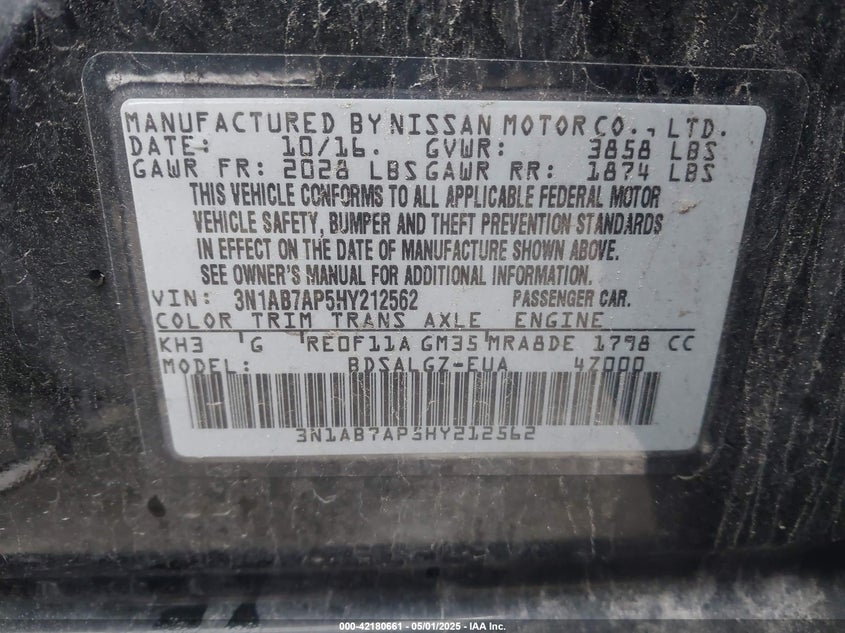 MANUFACTURED BY NISSAN MOTOR CO., LTD.
DATE: 10/16. GVWR: 3858 LBS
GAWR FR: 2028 LBS GAWR RR: 1874 LBS
THIS VEHICLE CONFORMS TO ALL APPLICABLE FEDERAL MOTOR
VEHICLE SAFETY, BUMPER AND THEFT PREVENTION STANDARDS
IN EFFECT ON THE DATE OF MANUFACTURE SHOWN ABOVE.
SEE OWNER'S MANUAL FOR ADDITIONAL INFORMATION.
VIN: 3N1AB7AP5HY212562 PASSENGER CAR.
COLOR TRIM TRANS AXLE ENGINE
KH3 G RE0F11A GM35 MRA8DE 1798 CC
MODEL: BDSALGZ-EUA 47000
3N1AB7AP5HY212562
000-42180661 - 05/01/2025 - IAA Inc.